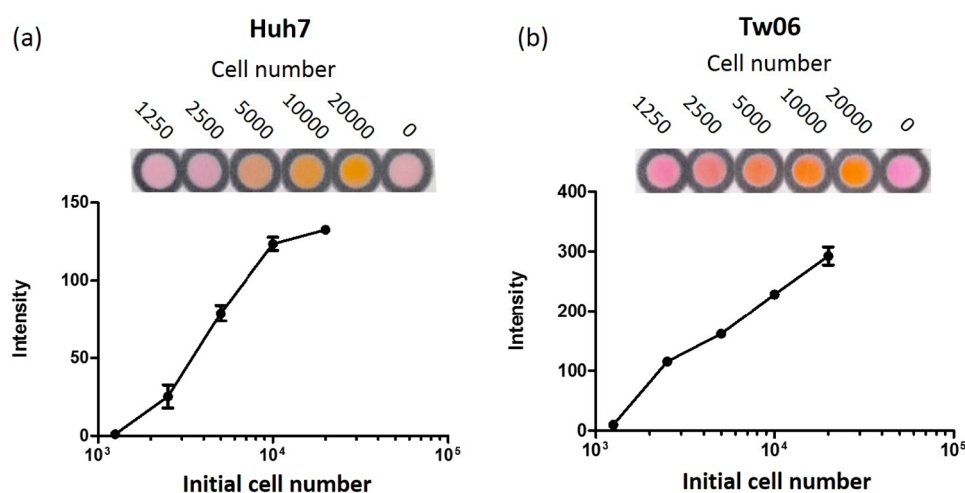 (a)
Huh7
Cell number
1250 2500 5000 10000 20000 0
150
100
50
0
Intensity
10³ 10⁴ 10⁵
Initial cell number
(b)
Tw06
Cell number
1250 2500 5000 10000 20000 0
400
300
200
100
0
Intensity
10³ 10⁴ 10⁵
Initial cell number